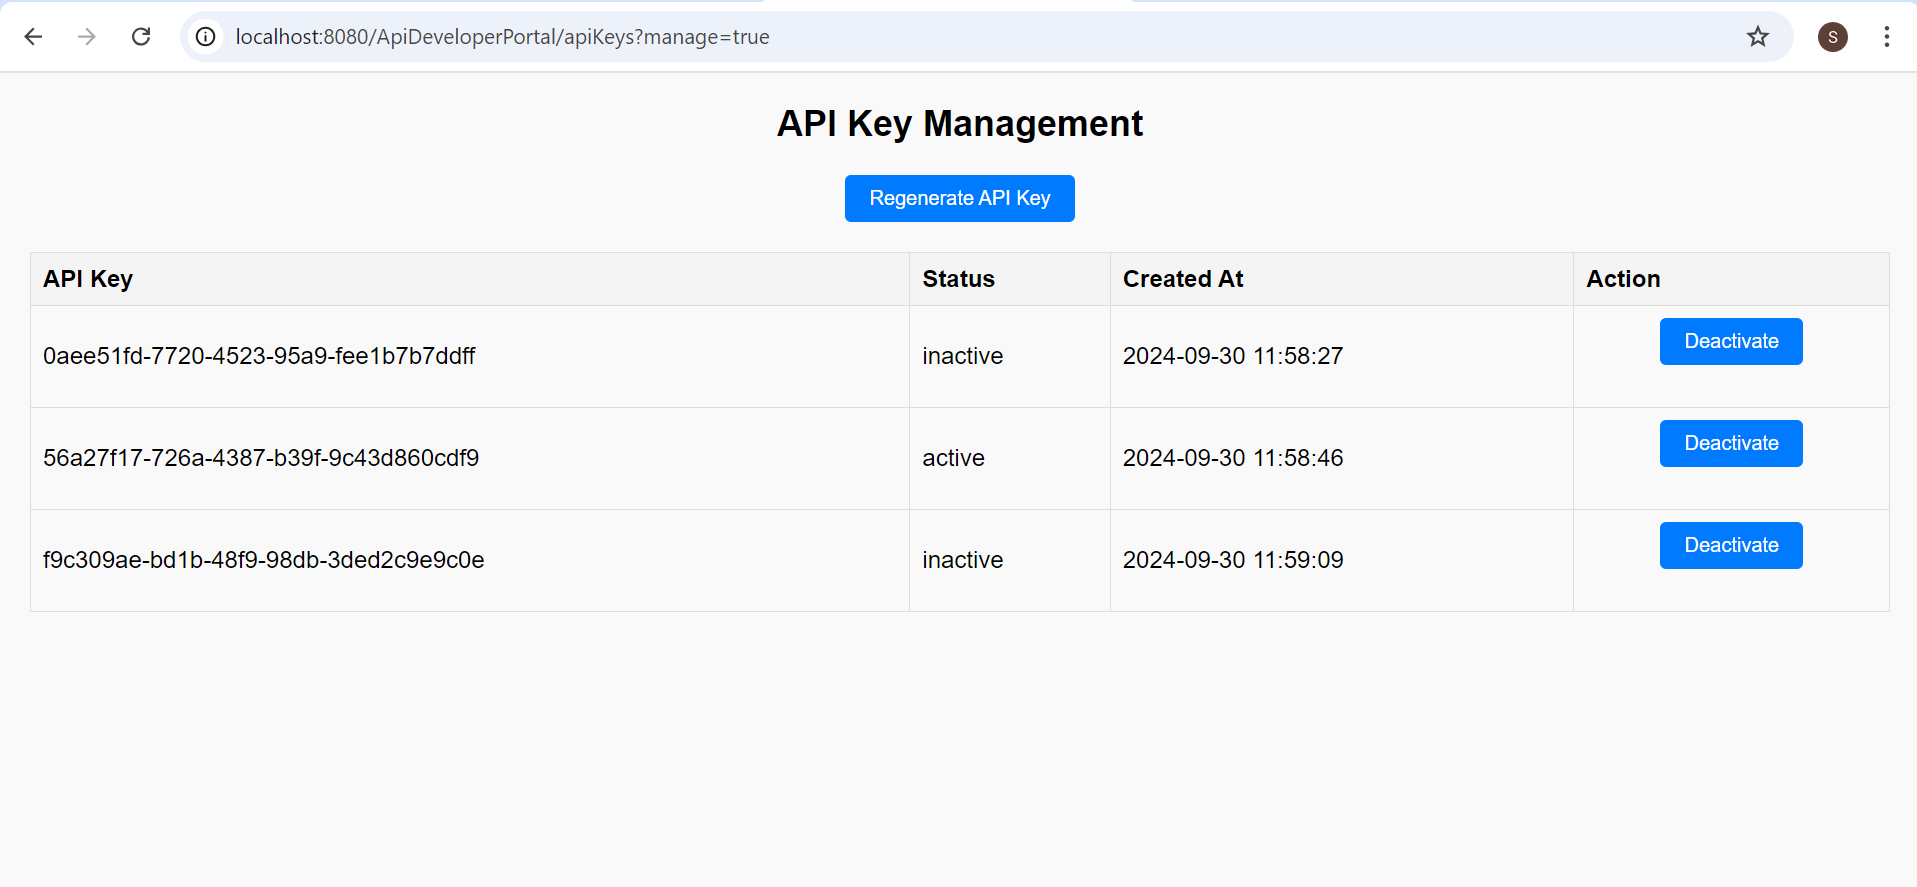 localhost:8080/ApiDeveloperPortal/apiKeys?manage=true
S
API Key Management
Regenerate API Key
API Key Status Created At Action
0aee51fd-7720-4523-95a9-fee1b7b7ddff inactive 2024-09-30 11:58:27 Deactivate
56a27f17-726a-4387-b39f-9c43d860cdf9 active 2024-09-30 11:58:46 Deactivate
f9c309ae-bd1b-48f9-98db-3ded2c9e9c0e inactive 2024-09-30 11:59:09 Deactivate